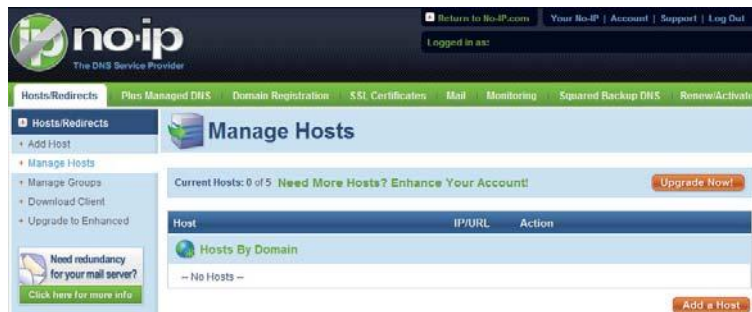 no-ip
The DNS Service Provider
Return to No-IP.com
Your No-IP | Account | Support | Log Out
Logged in as:
Hosts/Redirects
Plus Managed DNS
Domain Registration
SSL Certificates
Mail
Monitoring
Squared Backup DNS
Renew/Activate
Hosts/Redirects
Add Host
Manage Hosts
Manage Groups
Download Client
Upgrade to Enhanced
Need redundancy
for your mail server?
Click here for more info
Manage Hosts
Current Hosts: 0 of 5 Need More Hosts? Enhance Your Account!
Upgrade Now!
Host IP/URL Action
Hosts By Domain
-- No Hosts --
Add a Host